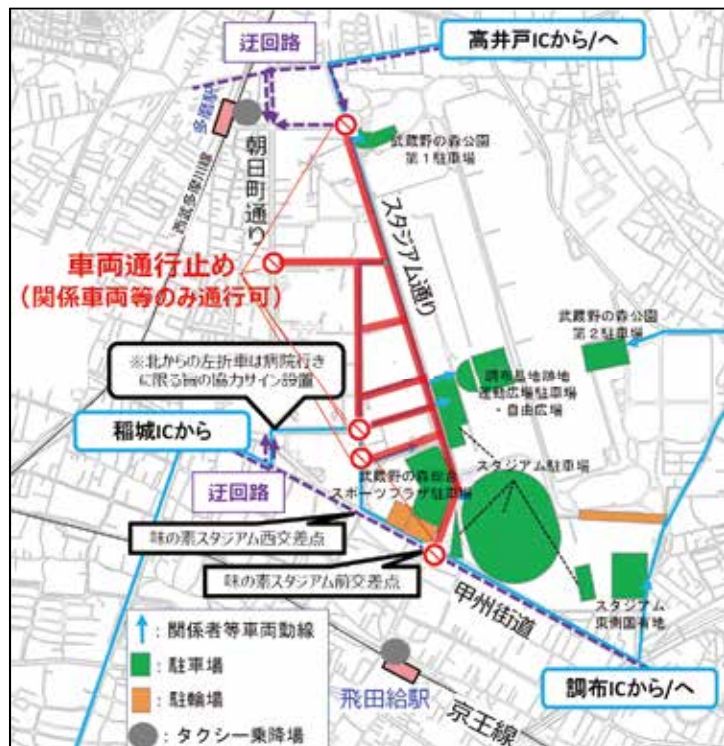 迂回路
高井戸ICから/へ
多磨駅
西武多摩川線
朝日町通り
武蔵野の森公園
第1駐車場
スタジアム通り
車両通行止め
(関係車両等のみ通行可)
武蔵野の森公園
第2駐車場
※北からの左折車は病院行き
に限る旨の協力サイン設置
調布基地跡地
運動広場駐車場
・自由広場
稲城ICから
迂回路
武蔵野の森総合
スポーツプラザ駐車場
スタジアム駐車場
味の素スタジアム西交差点
味の素スタジアム前交差点
甲州街道
スタジアム
東側国有地
:関係者等車両動線
:駐車場
:駐輪場
:タクシー乗降場
飛田給駅
京王線
調布ICから/へ